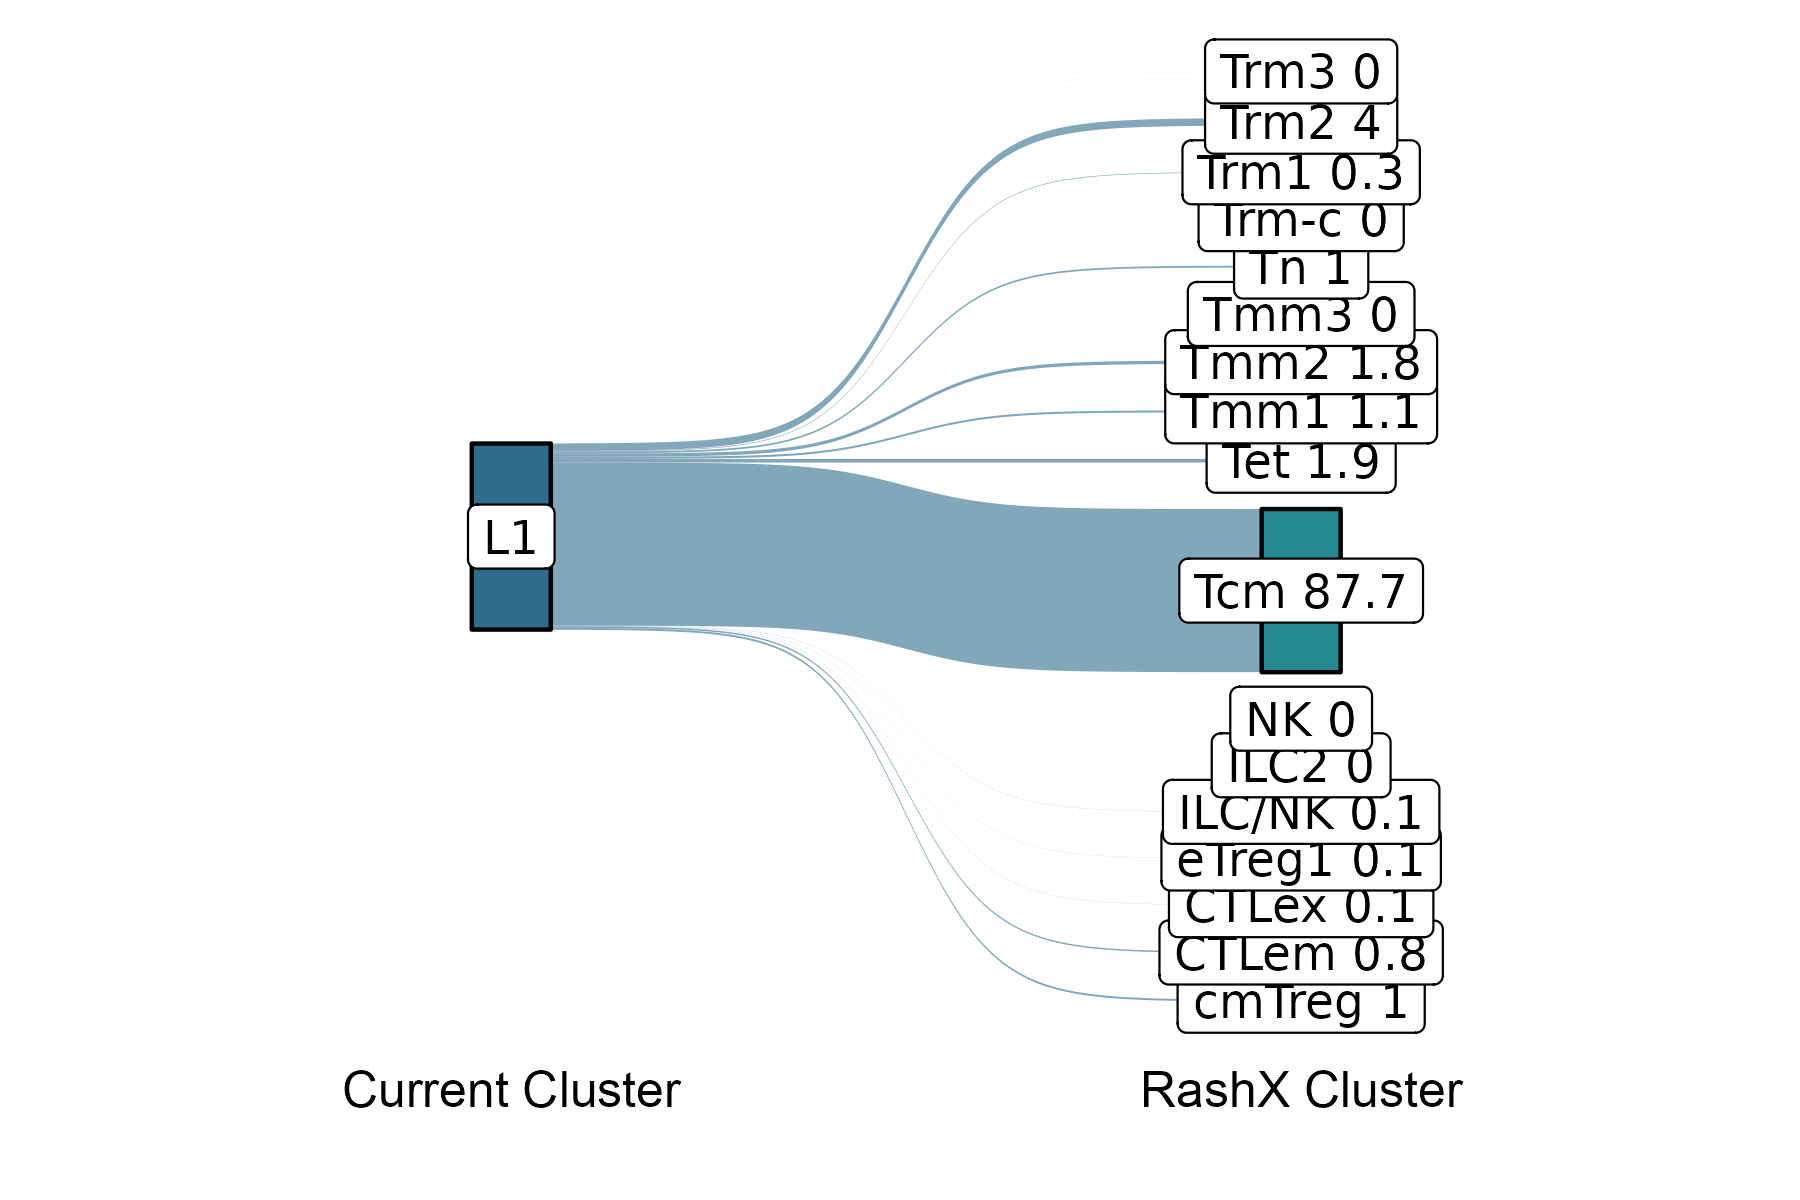 Trm3 0
Trm2 4
Trm1 0.3
Trm-c 0
Tn 1
Tmm3 0
Tmm2 1.8
Tmm1 1.1
Tet 1.9
L1
Tcm 87.7
NK 0
ILC2 0
ILC/NK 0.1
eTreg1 0.1
CTLex 0.1
CTLem 0.8
cmTreg 1
Current Cluster
RashX Cluster